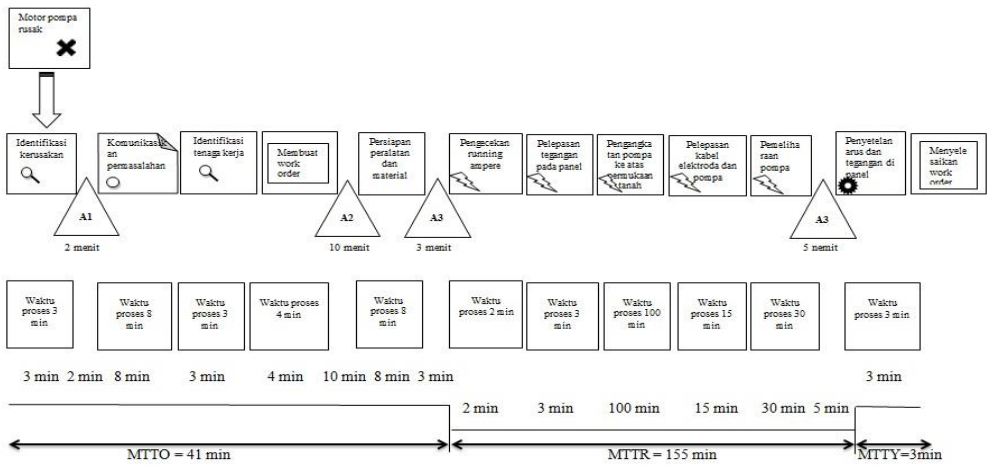 Motor pompa
rusak
Identifikasi
kerusakan
Komunikasik
an
permasalahan
Identifikasi
tenaga kerja
Membuat
work
order
Persiapan
peralatan
dan
material
Pengecekan
running
ampere
Pelepasan
tegangan
pada panel
Pengangka
tan pompa
ke atas
permukaan
tanah
Pelepasan
kabel
elektroda dan
pompa
Pemeliha
raan
pompa
Penyetelan
arus dan
tegangan di
panel
Menyele
saikan
work
order
A1
A2
A3
A3
2 menit
10 menit
3 menit
5 menit
Waktu
proses 3
min
Waktu
proses 8
min
Waktu
proses 3
min
Waktu proses
4 min
Waktu
proses 8
min
Waktu
proses 2 min
Waktu
proses 3
min
Waktu
proses 100
min
Waktu
proses 15
min
Waktu
proses 30
min
Waktu
proses 3 min
3 min 2 min 8 min 3 min 4 min 10 min 8 min 3 min 3 min
2 min 3 min 100 min 15 min 30 min 5 min
MTTO = 41 min MTTR = 155 min MTTY=3min